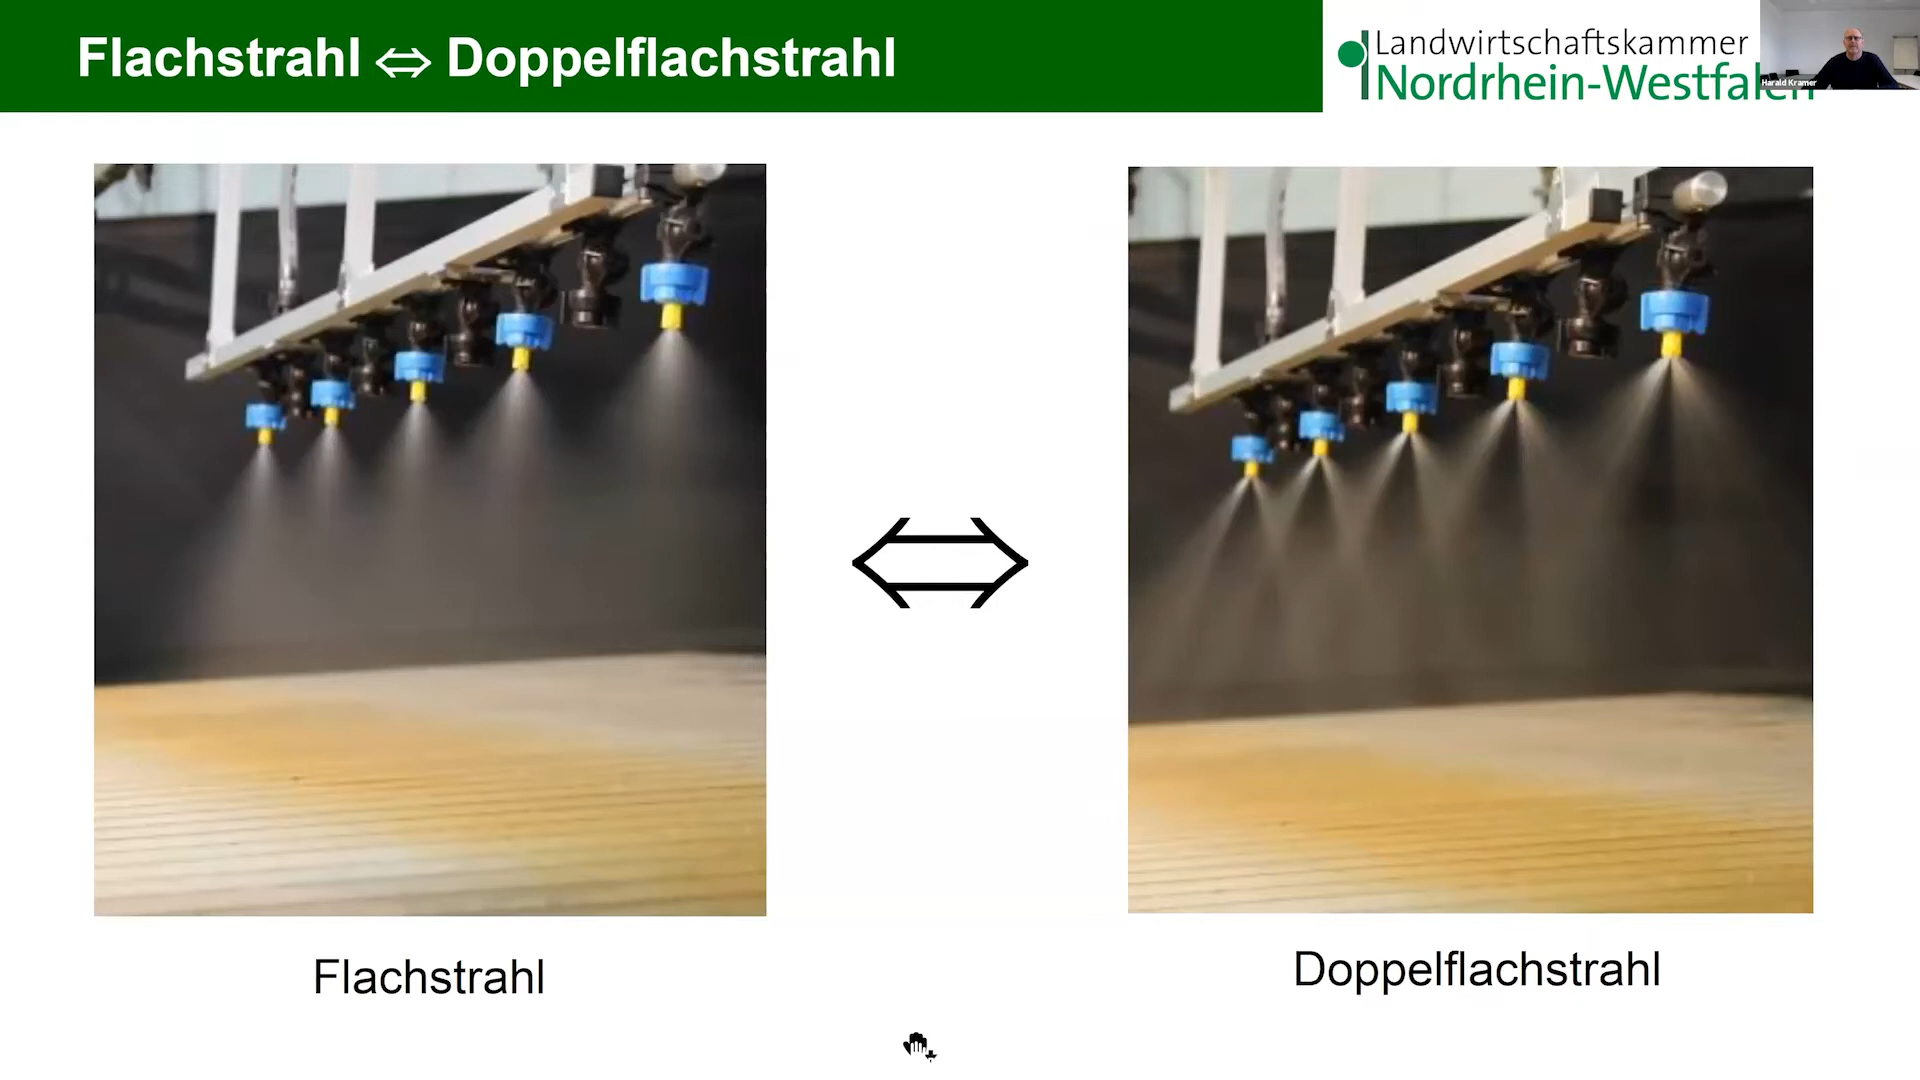 Flachstrahl ⇔ Doppelflachstrahl
Landwirtschaftskammer
Nordrhein-Westfalen
Harald Kramer
Flachstrahl
Doppelflachstrahl